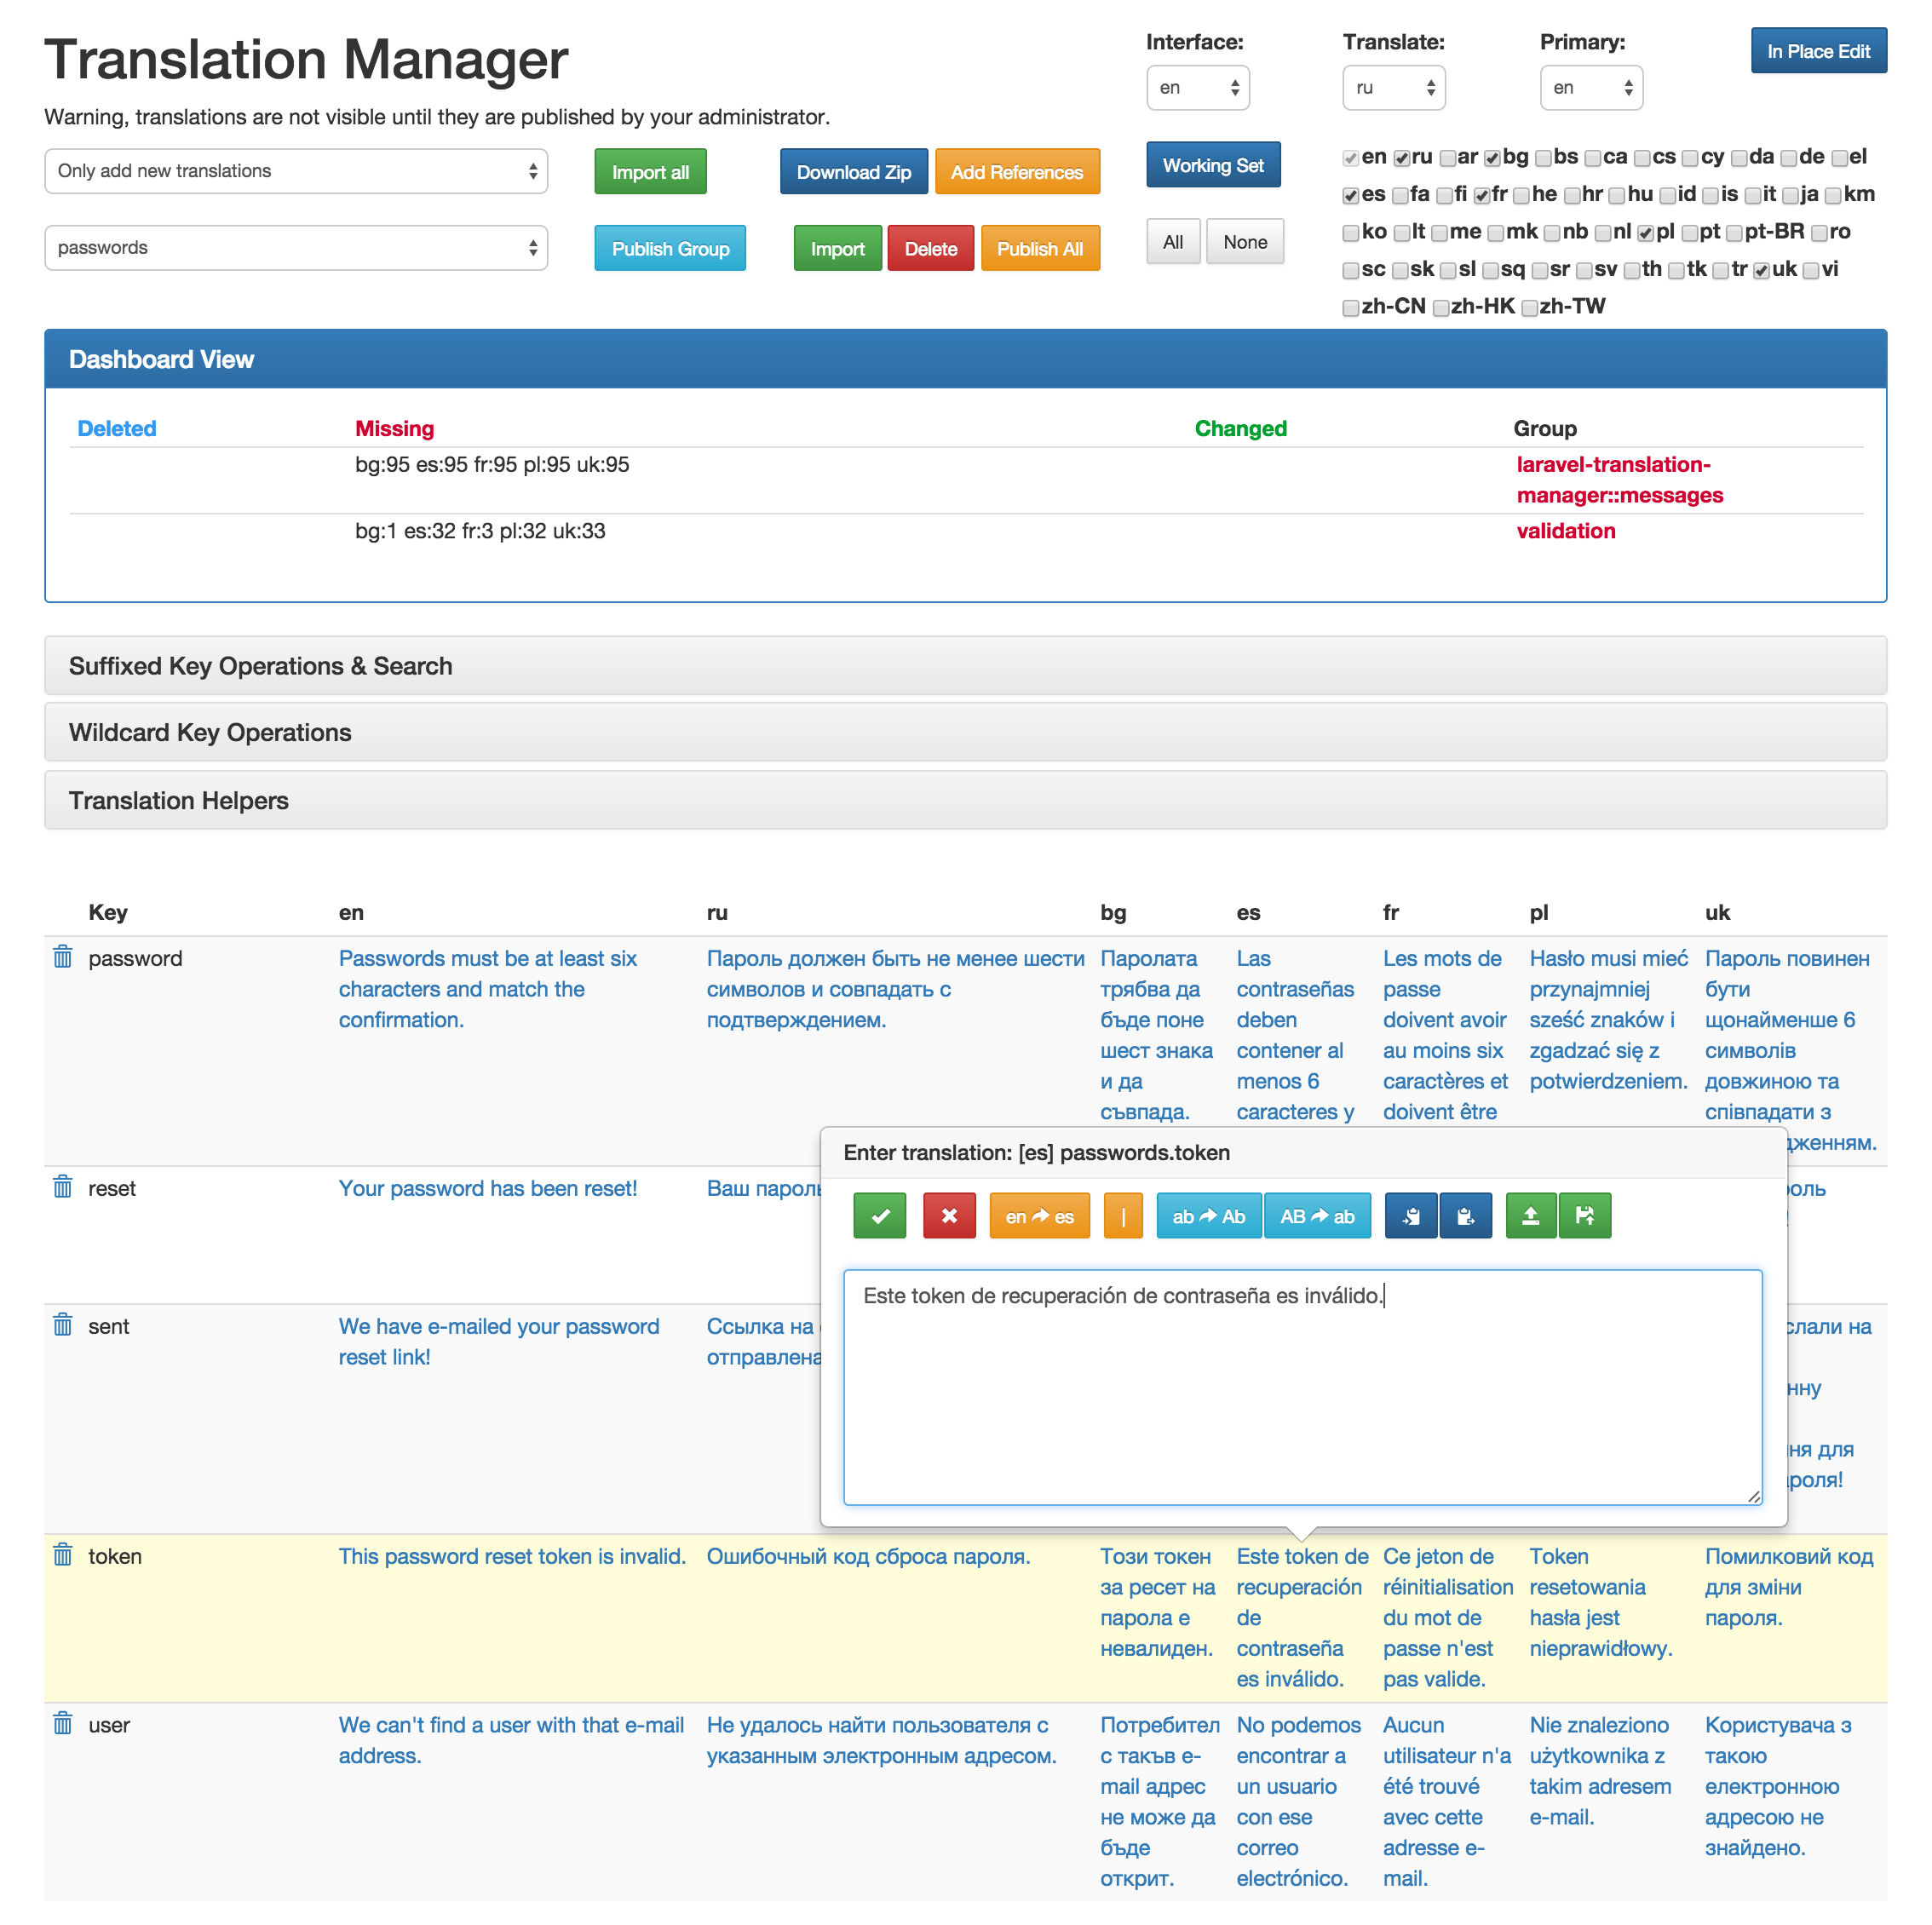 Translation Manager
Warning, translations are not visible until they are published by your administrator.
Interface: Translate: Primary:
en ru en
In Place Edit
Only add new translations
Import all
Download Zip
Add References
Working Set
passwords
Publish Group
Import
Delete
Publish All
All
None
en ru ar bg bs ca cs cy da de el
es fa fi fr he hr hu id is it ja km
ko lt me mk nb nl pl pt pt-BR ro
sc sk sl sq sr sv th tk tr uk vi
zh-CN zh-HK zh-TW
Dashboard View
Deleted Missing Changed Group
bg:95 es:95 fr:95 pl:95 uk:95
laravel-translation-
manager::messages
bg:1 es:32 fr:3 pl:32 uk:33
validation
Suffixed Key Operations & Search
Wildcard Key Operations
Translation Helpers
Key en ru bg es fr pl uk
password
Passwords must be at least six
characters and match the
confirmation.
Пароль должен быть не менее шести
символов и совпадать с
подтверждением.
Паролата
трябва да
бъде поне
шест знака
и да
съвпада.
Las
contraseñas
deben
contener al
menos 6
caracteres y
Les mots de
passe
doivent avoir
au moins six
caractères et
doivent être
Hasło musi mieć
przynajmniej
sześć znaków i
zgadzać się z
potwierdzeniem.
Пароль повинен
бути
щонайменше 6
символів
довжиною та
співпадати з
дженням.
reset
Your password has been reset!
Ваш пароль
оль
Enter translation: [es] passwords.token
en es
|
ab Ab
AB ab
Este token de recuperación de contraseña es inválido.
sent
We have e-mailed your password
reset link!
Ссылка на
отправлена
слали на
нну
ня для
роля!
token
This password reset token is invalid.
Ошибочный код сброса пароля.
Този токен
за ресет на
парола е
невалиден.
Este token de
recuperación
de
contraseña
es inválido.
Ce jeton de
réinitialisation
du mot de
passe n'est
pas valide.
Token
resetowania
hasła jest
nieprawidłowy.
Помилковий код
для зміни
пароля.
user
We can't find a user with that e-mail
address.
Не удалось найти пользователя с
указанным электронным адресом.
Потребител
с такъв e-
mail адрес
не може да
бъде
открит.
No podemos
encontrar a
un usuario
con ese
correo
electrónico.
Aucun
utilisateur n'a
été trouvé
avec cette
adresse e-
mail.
Nie znaleziono
użytkownika z
takim adresem
e-mail.
Користувача з
такою
електронною
адресою не
знайдено.